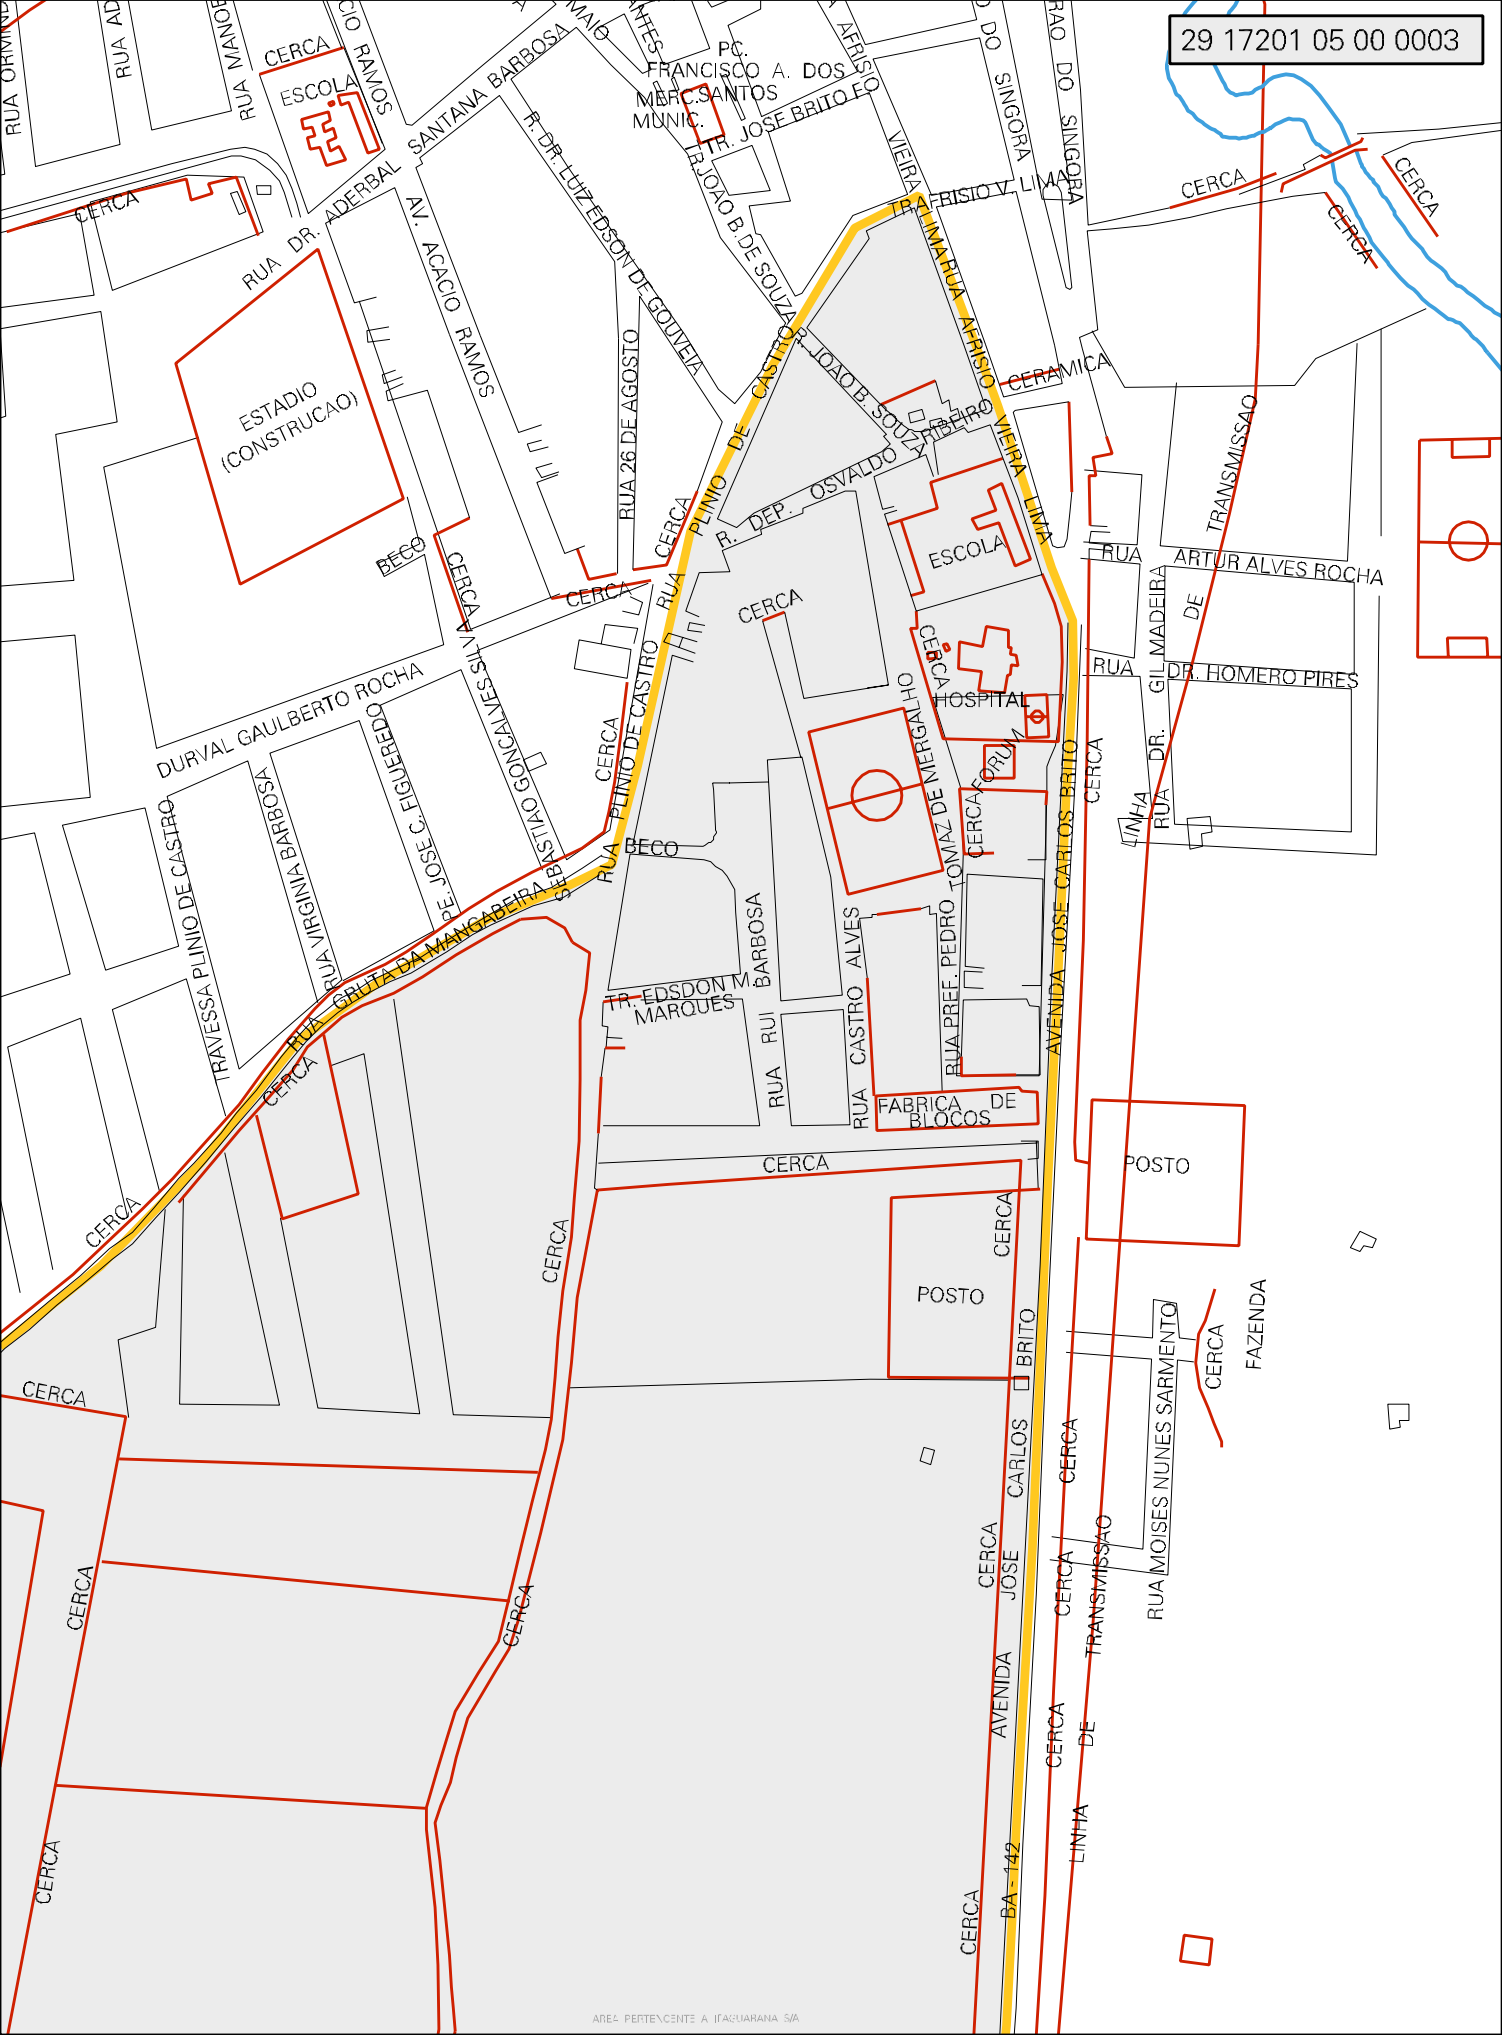 29 17201 05 00 0003
RUA AD
RUA MANOE
CERCA
ESCOLA
CIO RAMOS
SANTANA BARBOSA
MAIO
ANTES
PC.
FRANCISCO A. DOS
SANTOS
MERC.
MUNIC.
TR. JOSE BRITO FO
AFRISIO
VIEIRA
DO
SINGORA
RAO DO SINGORA
TR AFRISIO V. LIMA
LIMA
CERCA
CERCA
CERCA
CERCA
RUA DR. ADERBAL
AV. ACACIO RAMOS
R. DR. LUIZ EDSON DE GOUVEIA
TR JOAO B.DE SOUZA
R. JOAO B. SOUZA
RUA AFRISIO VIEIRA LIMA
CERAMICA
ESTADIO
(CONSTRUCAO)
RUA 26 DE AGOSTO
RUA PLINIO DE CASTRO
R. DEP. OSVALDO RIBEIRO
CERCA
BECO
CERCA
CERCA
ESCOLA
RUA ARTUR ALVES ROCHA
RUA DR. HOMERO PIRES
RUA DR. GIL MADEIRA
LINHA DE TRANSMISSAO
CERCA
CERCA
HOSPITAL
FORUM
CERCA
CERCA
DURVAL GAULBERTO ROCHA
SEBASTIAO GONCALVES SILVA
PE. JOSE C. FIGUEREDO
RUA VIRGINIA BARBOSA
TRAVESSA PLINIO DE CASTRO
CERCA
RUA PLINIO DE CASTRO
BECO
RUA GRUTA DA MANGABEIRA
CERCA
CERCA
TR. EDSDON M.
MARQUES
RUA RUI BARBOSA
RUA CASTRO ALVES
RUA PREF. PEDRO TOMAZ DE MERGALHO
AVENIDA JOSE CARLOS BRITO
FABRICA DE
BLOCOS
CERCA
POSTO
CERCA
POSTO
CERCA
CERCA
FAZENDA
RUA MOISES NUNES SARMENTO
CERCA
CERCA
CERCA
CERCA
CERCA
CERCA
AVENIDA JOSE CARLOS BRITO
CERCA
LINHA DE TRANSMISSAO
CERCA
CERCA
BA - 142